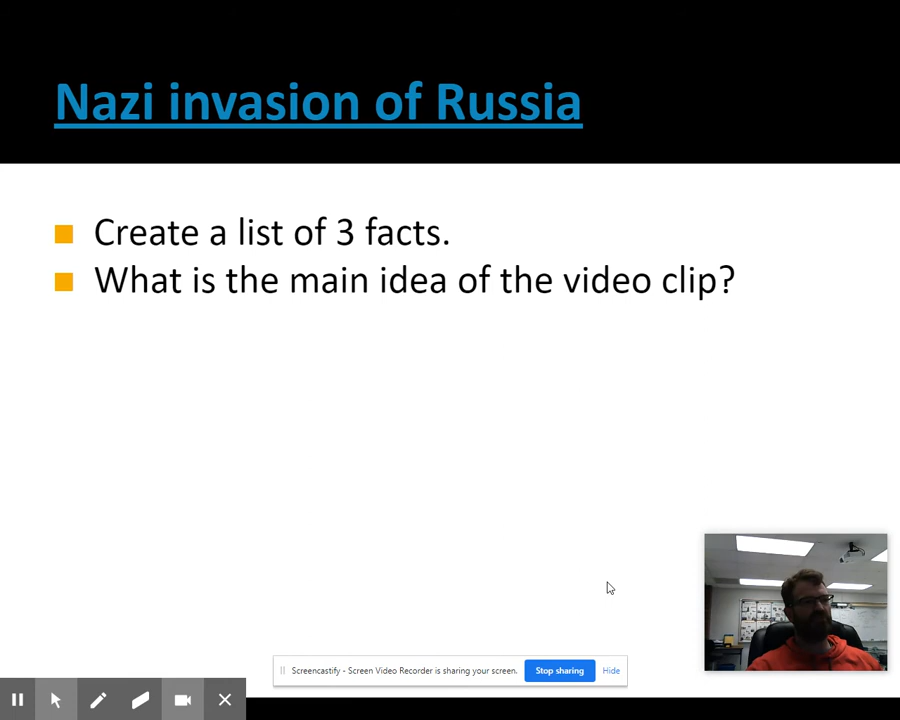 Nazi invasion of Russia
Create a list of 3 facts.
What is the main idea of the video clip?
Screencastify - Screen Video Recorder is sharing your screen. Stop sharing Hide